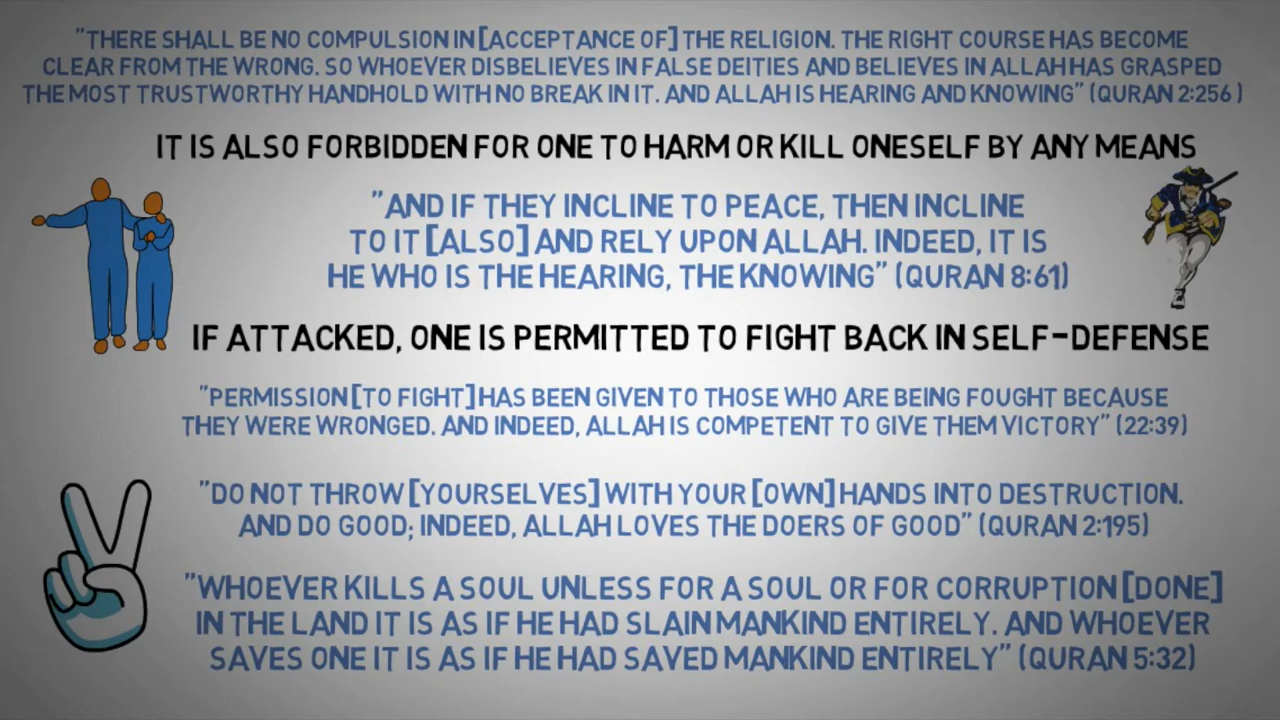 "THERE SHALL BE NO COMPULSION IN [ACCEPTANCE OF] THE RELIGION. THE RIGHT COURSE HAS BECOME
CLEAR FROM THE WRONG. SO WHOEVER DISBELIEVES IN FALSE DEITIES AND BELIEVES IN ALLAH HAS GRASPED
THE MOST TRUSTWORTHY HANDHOLD WITH NO BREAK IN IT. AND ALLAH IS HEARING AND KNOWING" (QURAN 2:256 )
IT IS ALSO FORBIDDEN FOR ONE TO HARM OR KILL ONESELF BY ANY MEANS
"AND IF THEY INCLINE TO PEACE, THEN INCLINE
TO IT [ALSO] AND RELY UPON ALLAH. INDEED, IT IS
HE WHO IS THE HEARING, THE KNOWING" (QURAN 8:61)
IF ATTACKED, ONE IS PERMITTED TO FIGHT BACK IN SELF-DEFENSE
"PERMISSION [TO FIGHT] HAS BEEN GIVEN TO THOSE WHO ARE BEING FOUGHT BECAUSE
THEY WERE WRONGED. AND INDEED, ALLAH IS COMPETENT TO GIVE THEM VICTORY" (22:39)
"DO NOT THROW [YOURSELVES] WITH YOUR [OWN] HANDS INTO DESTRUCTION.
AND DO GOOD; INDEED, ALLAH LOVES THE DOERS OF GOOD" (QURAN 2:195)
"WHOEVER KILLS A SOUL UNLESS FOR A SOUL OR FOR CORRUPTION [DONE]
IN THE LAND IT IS AS IF HE HAD SLAIN MANKIND ENTIRELY. AND WHOEVER
SAVES ONE IT IS AS IF HE HAD SAVED MANKIND ENTIRELY" (QURAN 5:32)